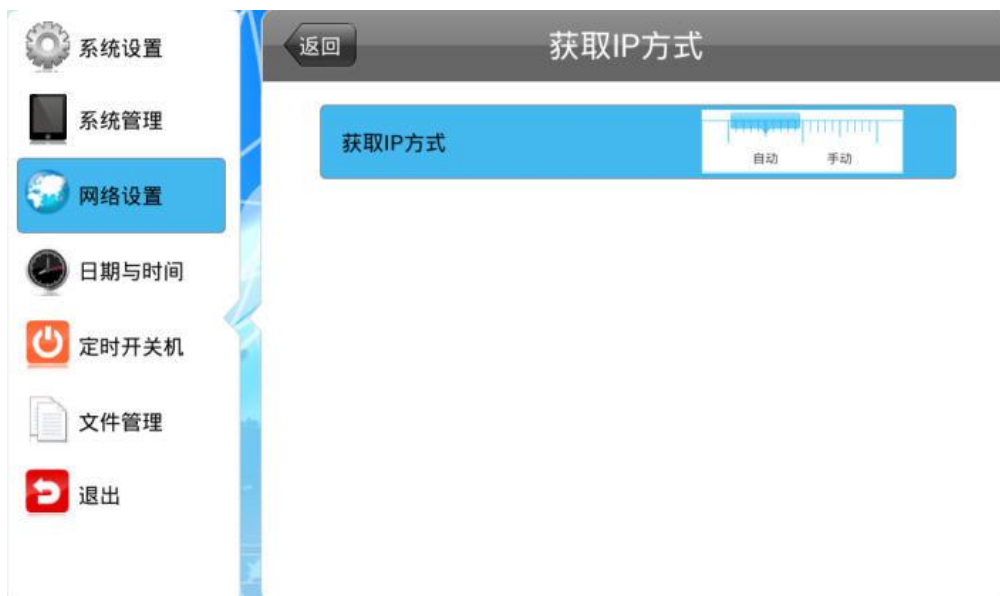 系统设置
系统管理
网络设置
日期与时间
定时开关机
文件管理
退出
返回
获取IP方式
获取IP方式
自动 手动